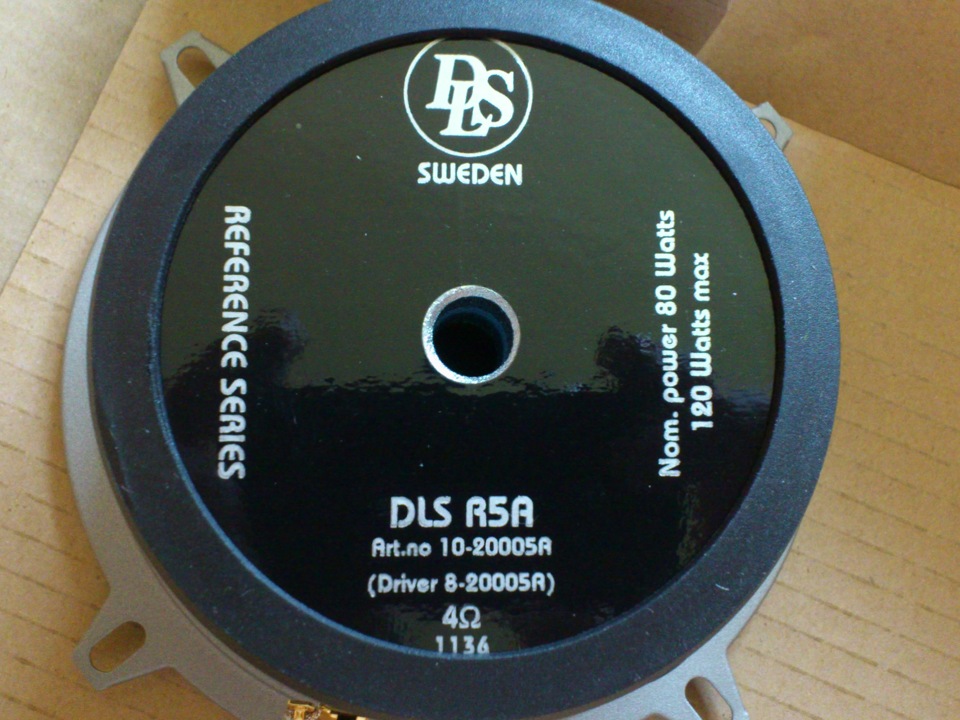 DLS
SWEDEN
REFERENCE SERIES
Nom. power 80 Watts
120 Watts max
DLS R5A
Art.no 10-20005A
(Driver 8-20005A)
4Ω
1136